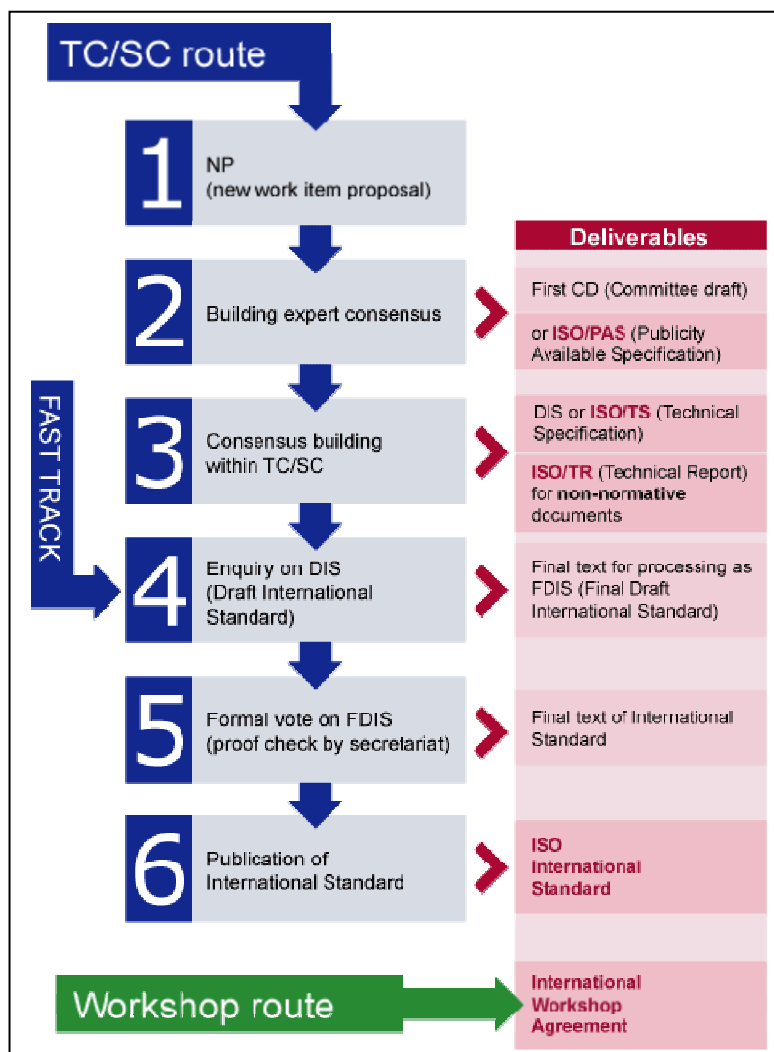 TC/SC route
1
NP
(new work item proposal)
Deliverables
2
Building expert consensus
First CD (Committee draft)
or ISO/PAS (Publicity
Available Specification)
FAST TRACK
3
Consensus building
within TC/SC
DIS or ISO/TS (Technical
Specification)
ISO/TR (Technical Report)
for non-normative
documents
4
Enquiry on DIS
(Draft International
Standard)
Final text for processing as
FDIS (Final Draft
International Standard)
5
Formal vote on FDIS
(proof check by secretariat)
Final text of International
Standard
6
Publication of
International Standard
ISO
International
Standard
Workshop route
International
Workshop
Agreement